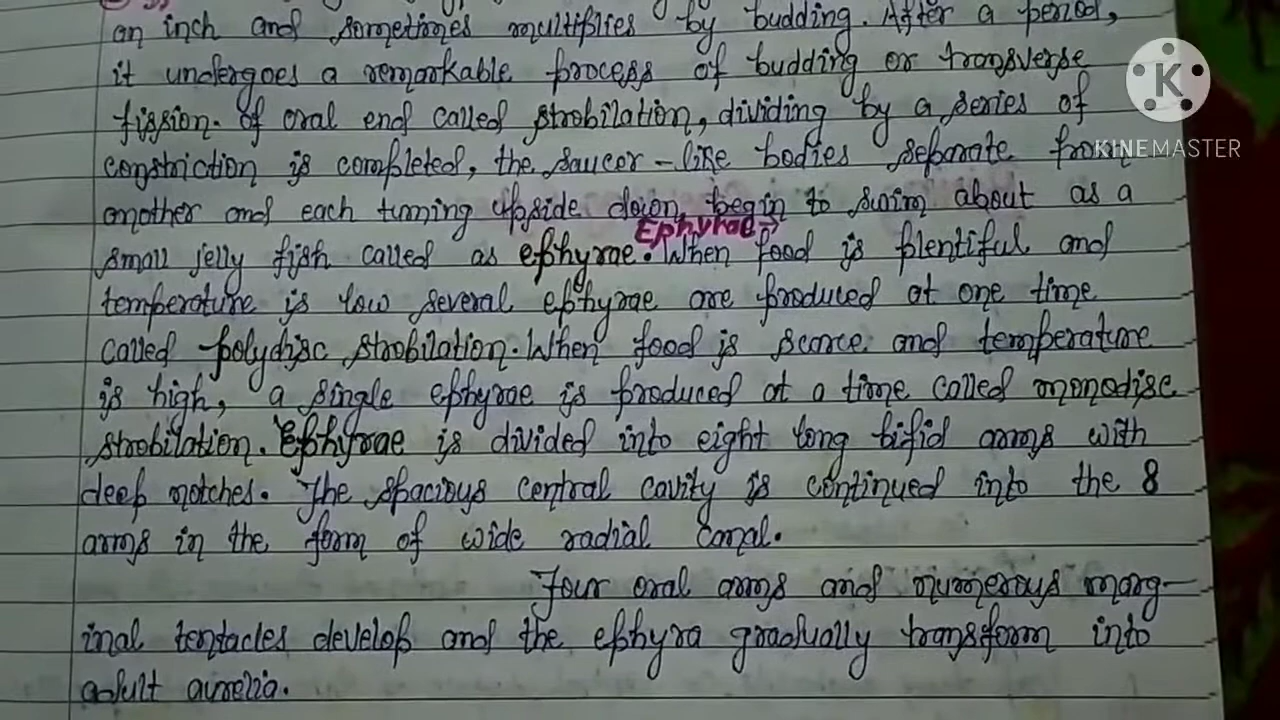 an inch and sometimes multiplies by budding. After a period,
it undergoes a remarkable process of budding or transverse
fission. of oral end called strobilation, dividing by a series of
constriction is completed, the saucer-like bodies separate from
another and each turning upside down, begin to swim about as a
Ephyrae→
small jelly fish called as ephyrae. When food is plentiful and
temperature is low several ephyrae are produced at one time
called polydisc strobilation. When food is scarce and temperature
is high, a single ephyrae is produced at a time called monodisc
strobilation. Ephyrae is divided into eight long bifid arms with
deep notches. The spacious central cavity is continued into the 8
arms in the form of wide radial canal.
Four oral arms and numerous marg-
inal tentacles develop and the ephyra gradually transform into
adult aurelia.
K
KINEMASTER